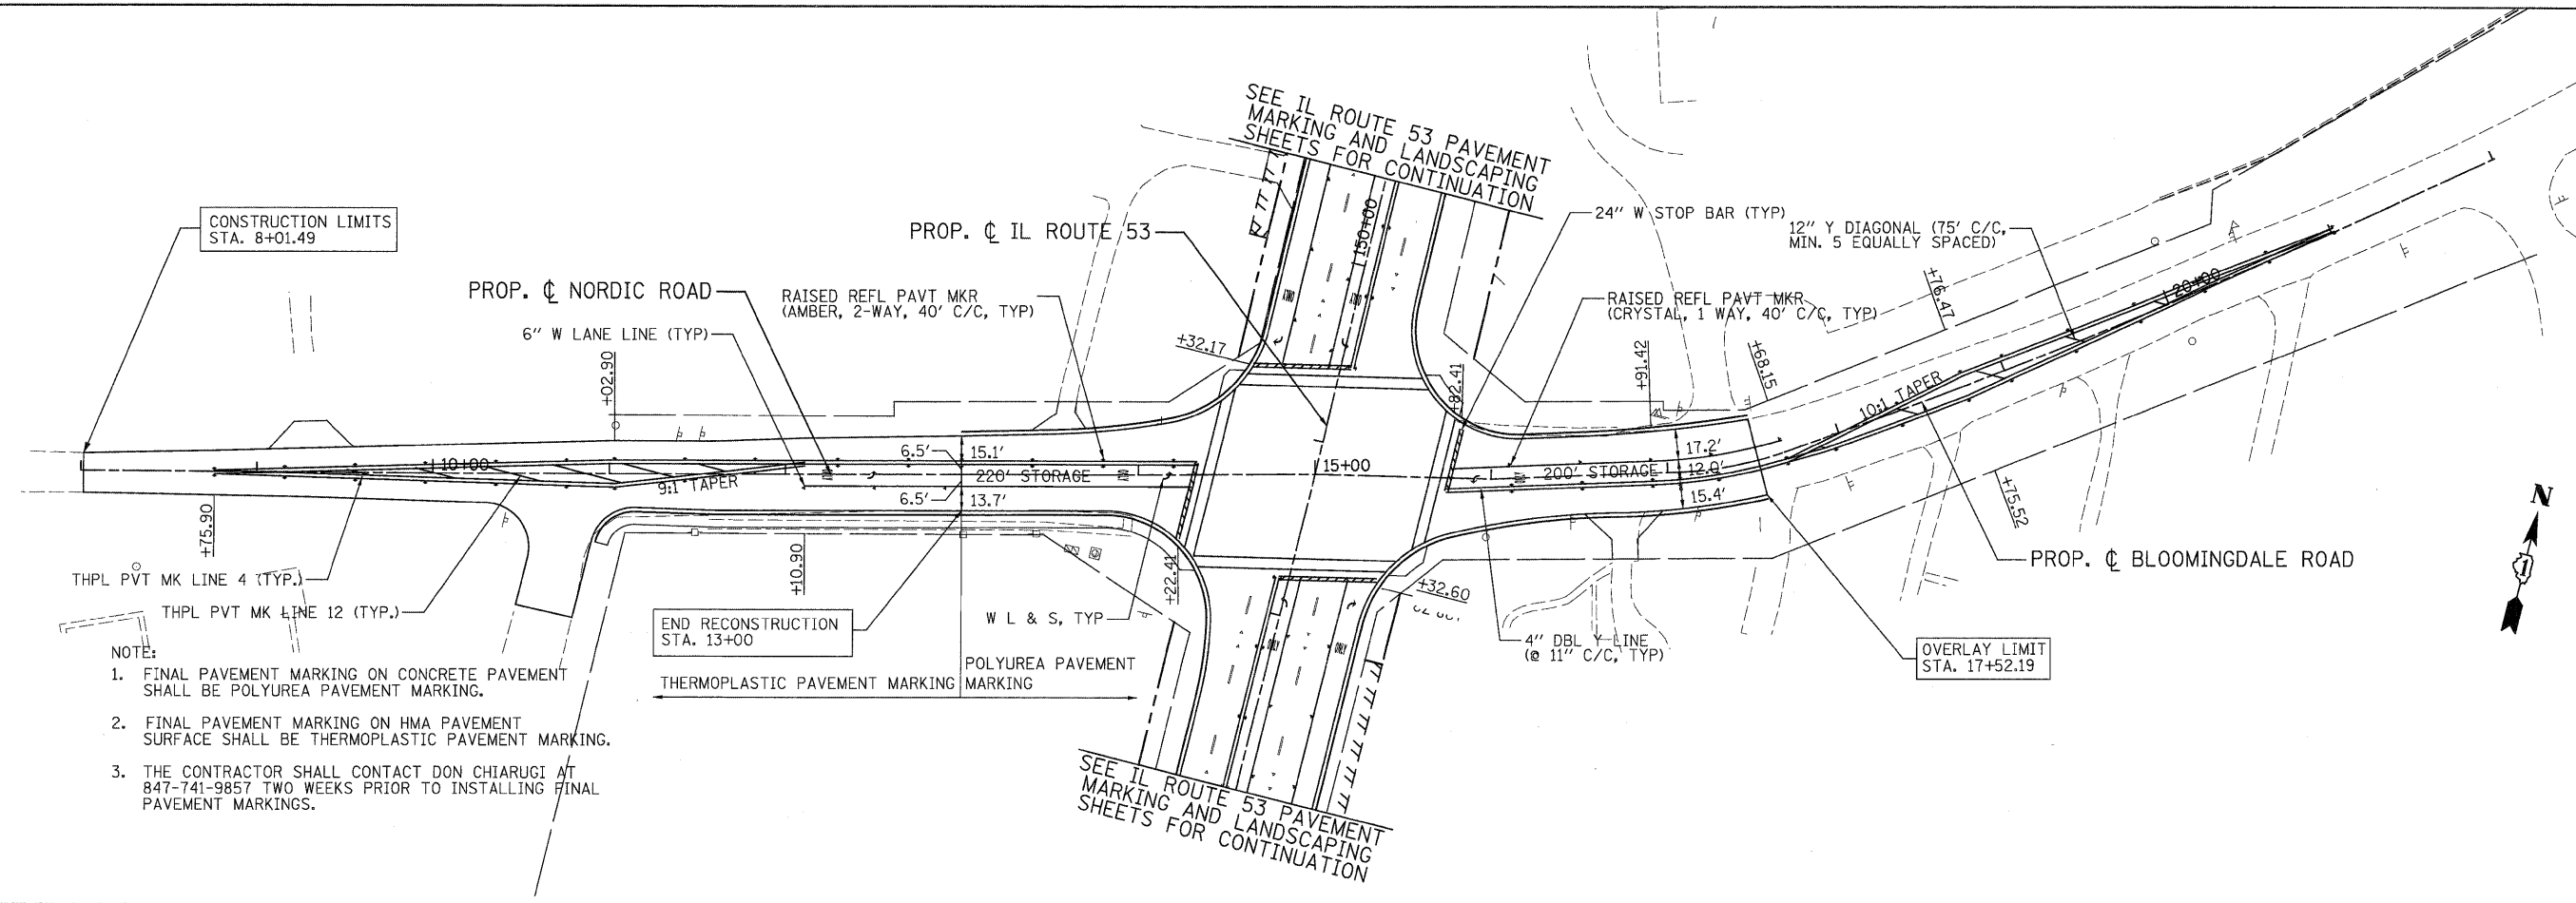 SEE IL ROUTE 53 PAVEMENT
MARKING AND LANDSCAPING
SHEETS FOR CONTINUATION
CONSTRUCTION LIMITS
STA. 8+01.49
PROP. ℄ IL ROUTE 53
150+00
24" W STOP BAR (TYP)
12" Y DIAGONAL (75' C/C,
MIN. 5 EQUALLY SPACED)
PROP. ℄ NORDIC ROAD
RAISED REFL PAVT MKR
(AMBER, 2-WAY, 40' C/C, TYP)
6" W LANE LINE (TYP)
RAISED REFL PAVT MKR
(CRYSTAL, 1 WAY, 40' C/C, TYP)
+76.47
20+00
+02.90
+32.17
+82.41
+91.42
+68.15
10:1 TAPER
10+00
9:1 TAPER
6.5'
15.1'
220' STORAGE
6.5'
13.7'
15+00
200' STORAGE
17.2'
12.0'
15.4'
ONLY
ONLY
+75.90
+10.90
+22.41
+32.60
+75.52
N
1
THPL PVT MK LINE 4 (TYP.)
THPL PVT MK LINE 12 (TYP.)
END RECONSTRUCTION
STA. 13+00
W L & S, TYP
4" DBL Y LINE
(@ 11" C/C, TYP)
PROP. ℄ BLOOMINGDALE ROAD
OVERLAY LIMIT
STA. 17+52.19
THERMOPLASTIC PAVEMENT MARKING
POLYUREA PAVEMENT
MARKING
NOTE:
1. FINAL PAVEMENT MARKING ON CONCRETE PAVEMENT
SHALL BE POLYUREA PAVEMENT MARKING.
2. FINAL PAVEMENT MARKING ON HMA PAVEMENT
SURFACE SHALL BE THERMOPLASTIC PAVEMENT MARKING.
3. THE CONTRACTOR SHALL CONTACT DON CHIARUGI AT
847-741-9857 TWO WEEKS PRIOR TO INSTALLING FINAL
PAVEMENT MARKINGS.
ONLY
ONLY
SEE IL ROUTE 53 PAVEMENT
MARKING AND LANDSCAPING
SHEETS FOR CONTINUATION